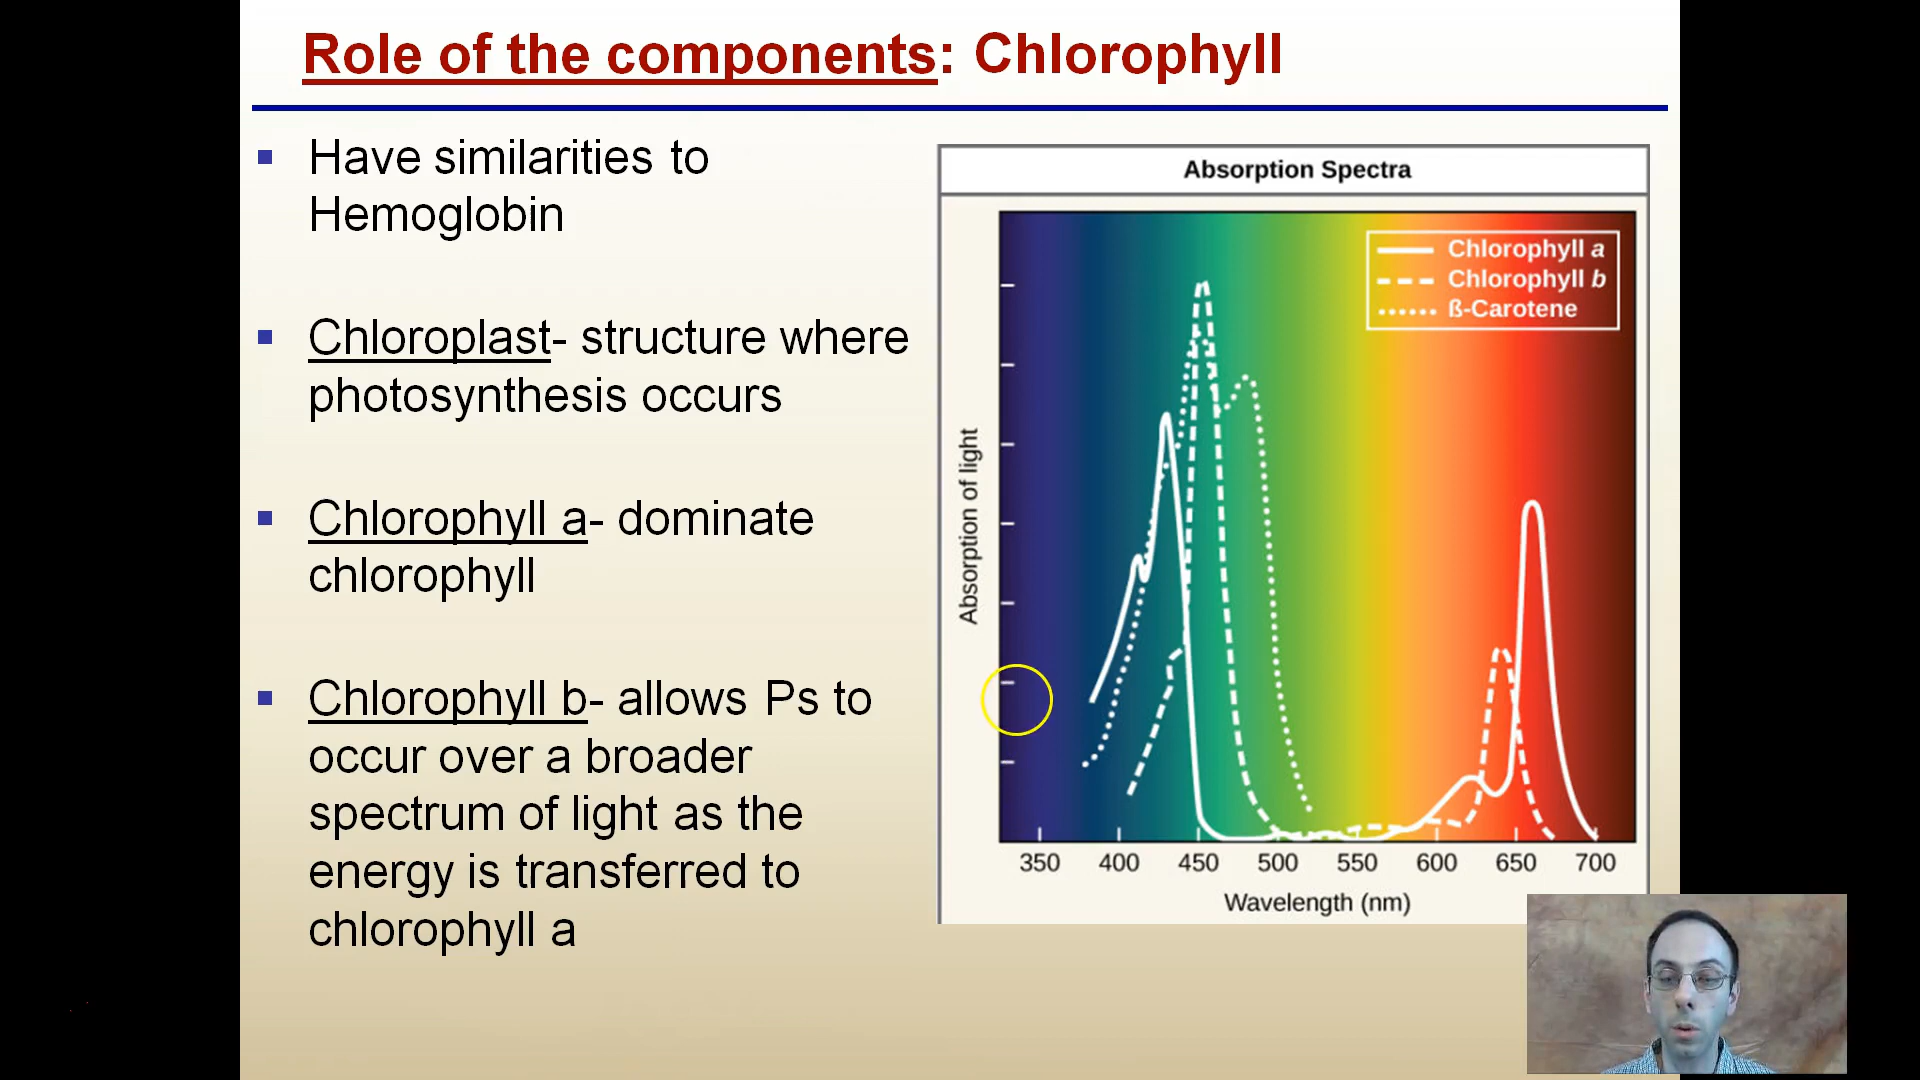 Role of the components: Chlorophyll
Have similarities to
Hemoglobin
Chloroplast- structure where
photosynthesis occurs
Chlorophyll a- dominate
chlorophyll
Chlorophyll b- allows Ps to
occur over a broader
spectrum of light as the
energy is transferred to
chlorophyll a
Absorption Spectra
Chlorophyll a
Chlorophyll b
ß-Carotene
Absorption of light
350 400 450 500 550 600 650 700
Wavelength (nm)